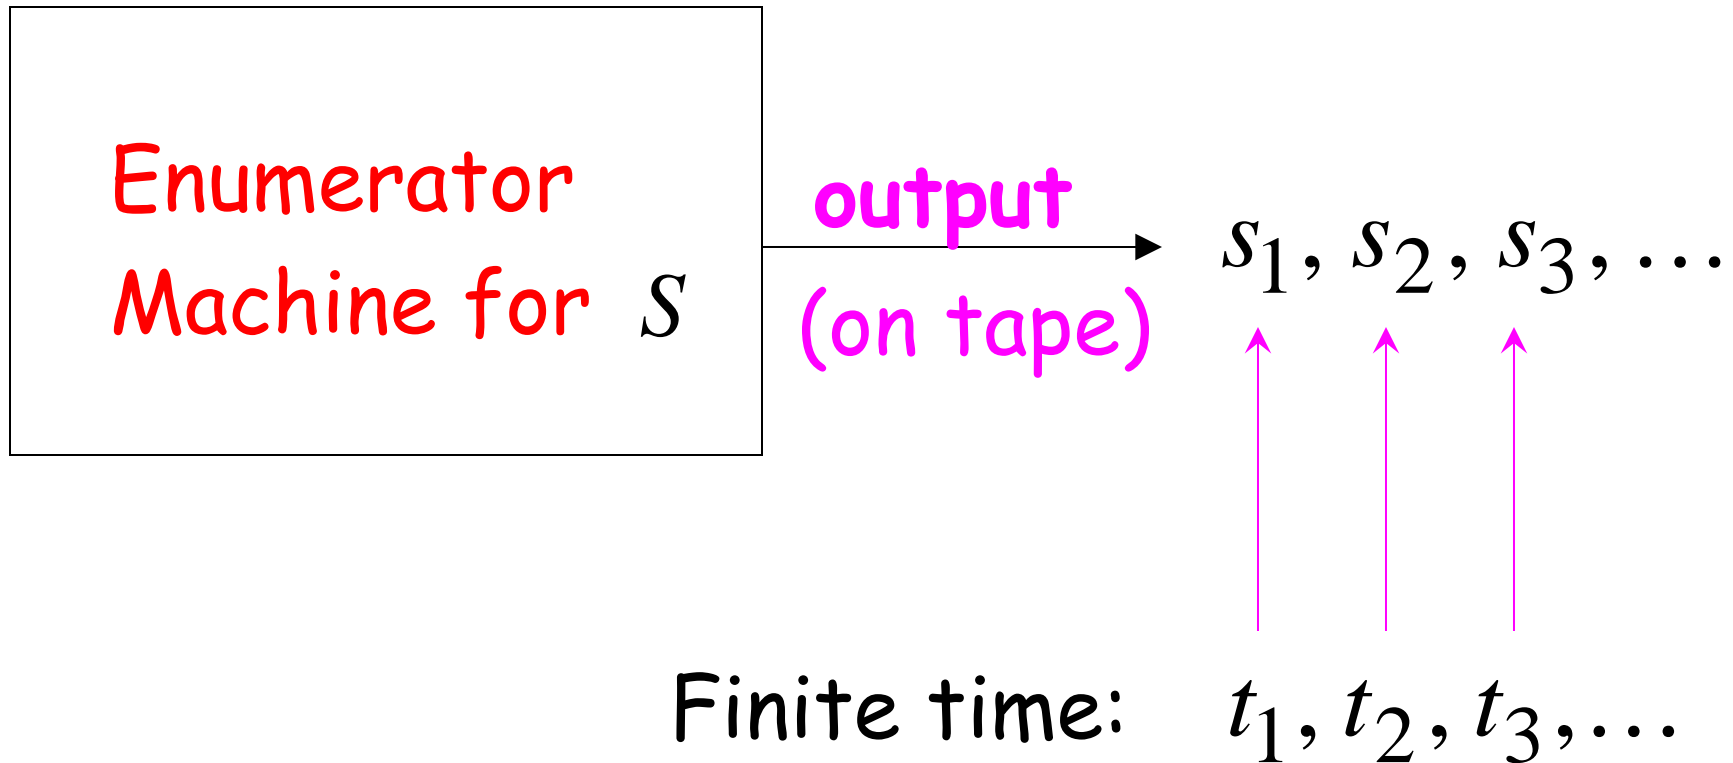 Enumerator
Machine for S
output
(on tape)
s₁, s₂, s₃, …
Finite time: t₁, t₂, t₃, …